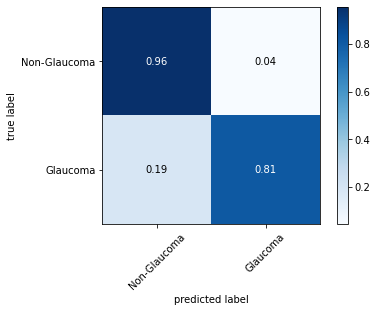 Non-Glaucoma
Glaucoma
true label
0.96 0.04
0.19 0.81
Non-Glaucoma
Glaucoma
predicted label
0.8
0.6
0.4
0.2